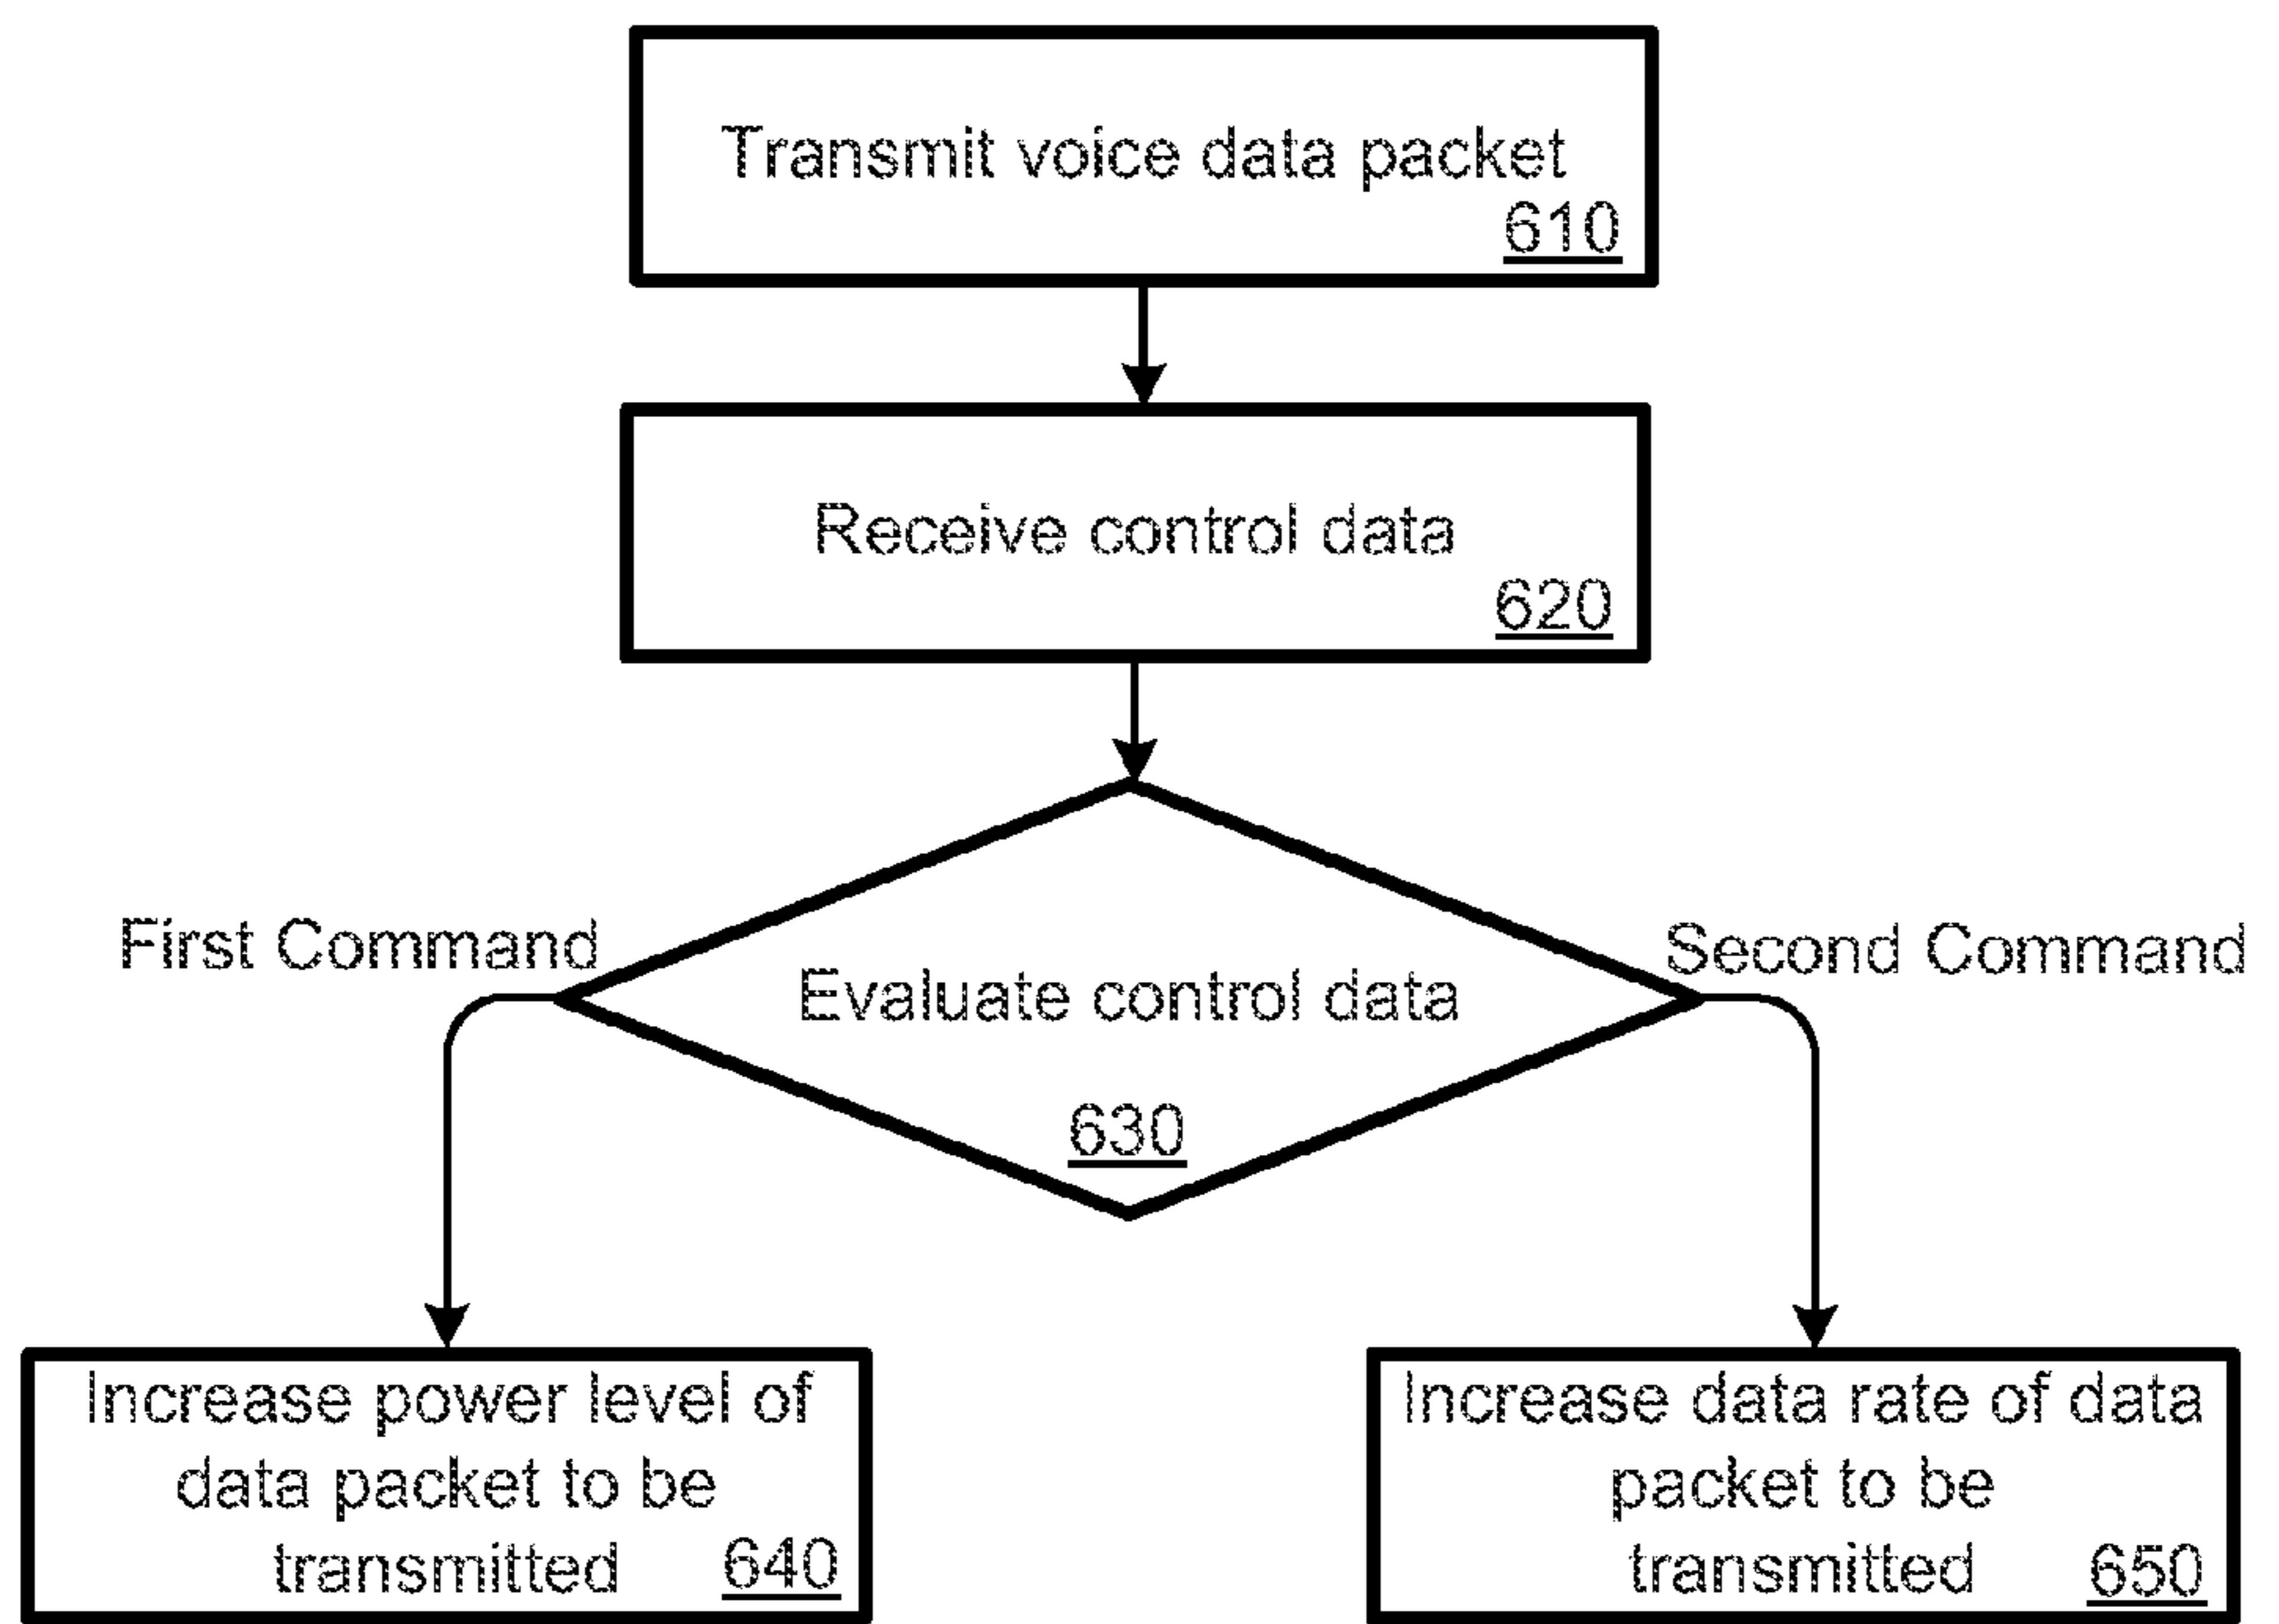 Transmit voice data packet
610
Receive control data
620
First Command
Second Command
Evaluate control data
630
Increase power level of
data packet to be
transmitted 640
Increase data rate of data
packet to be
transmitted 650